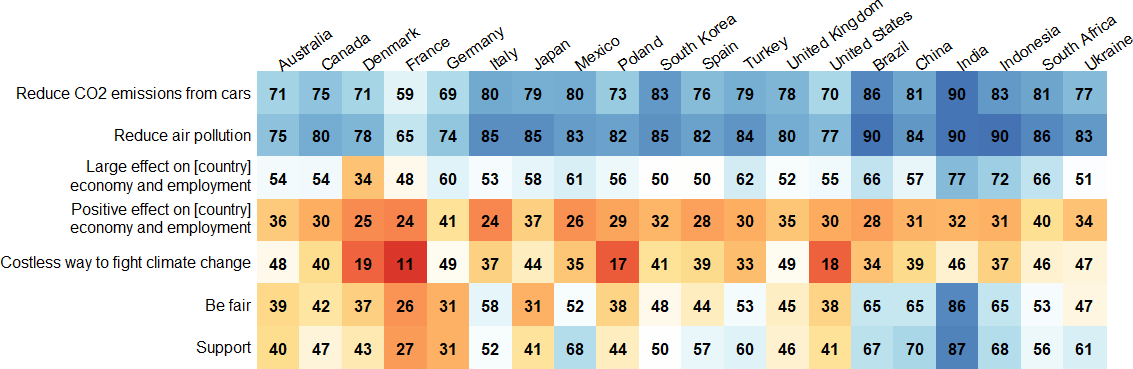 Australia Canada Denmark France Germany Italy Japan Mexico Poland South Korea Spain Turkey United Kingdom United States Brazil China India Indonesia South Africa Ukraine
Reduce CO2 emissions from cars 71 75 71 59 69 80 79 80 73 83 76 79 78 70 86 81 90 83 81 77
Reduce air pollution 75 80 78 65 74 85 85 83 82 85 82 84 80 77 90 84 90 90 86 83
Large effect on [country]
economy and employment 54 54 34 48 60 53 58 61 56 50 50 62 52 55 66 57 77 72 66 51
Positive effect on [country]
economy and employment 36 30 25 24 41 24 37 26 29 32 28 30 35 30 28 31 32 31 40 34
Costless way to fight climate change 48 40 19 11 49 37 44 35 17 41 39 33 49 18 34 39 46 37 46 47
Be fair 39 42 37 26 31 58 31 52 38 48 44 53 45 38 65 65 86 65 53 47
Support 40 47 43 27 31 52 41 68 44 50 57 60 46 41 67 70 87 68 56 61